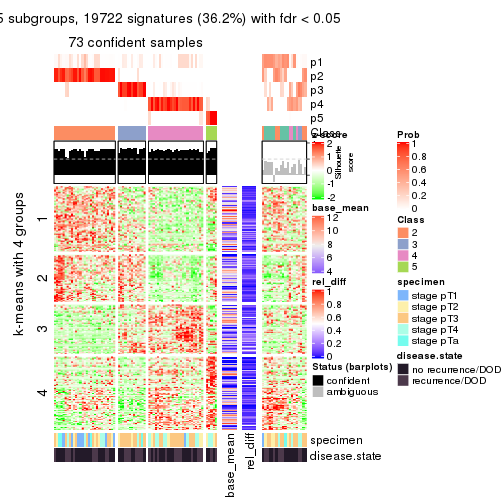 5 subgroups, 19722 signatures (36.2%) with fdr < 0.05
73 confident samples
p1
p2
p3
p4
p5
Class
Silhouette
score
k-means with 4 groups
1
2
3
4
base_mean
rel_diff
specimen
disease.state
z-score
2
1
0
-1
-2
base_mean
12
10
8
6
4
rel_diff
1
0.8
0.6
0.4
0.2
0
Status (barplots)
confident
ambiguous
Prob
1
0.8
0.6
0.4
0.2
0
Class
2
3
4
5
specimen
stage pT1
stage pT2
stage pT3
stage pT4
stage pTa
disease.state
no recurrence/DOD
recurrence/DOD